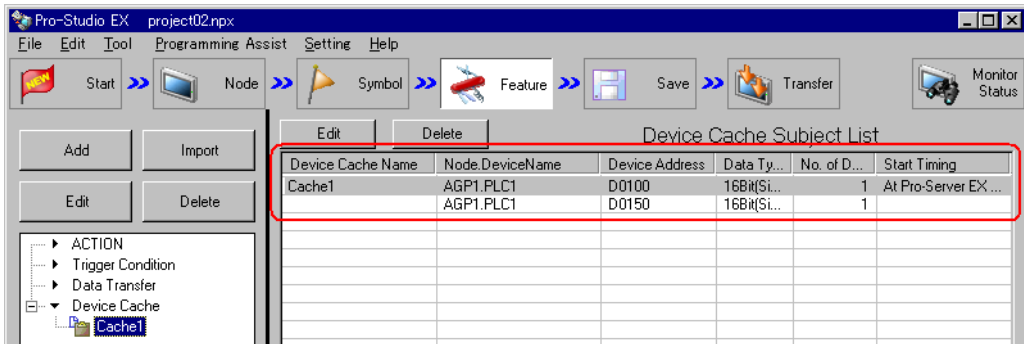 Pro-Studio EX project02.npx
File Edit Tool Programming Assist Setting Help
NEW Start Node Symbol Feature Save Transfer Monitor Status
Add Import
Edit Delete
ACTION
Trigger Condition
Data Transfer
Device Cache
Cache1
Edit Delete Device Cache Subject List
Device Cache Name Node.DeviceName Device Address Data Ty... No. of D... Start Timing
Cache1 AGP1.PLC1 D0100 16Bit(Si... 1 At Pro-Server EX ...
AGP1.PLC1 D0150 16Bit(Si... 1